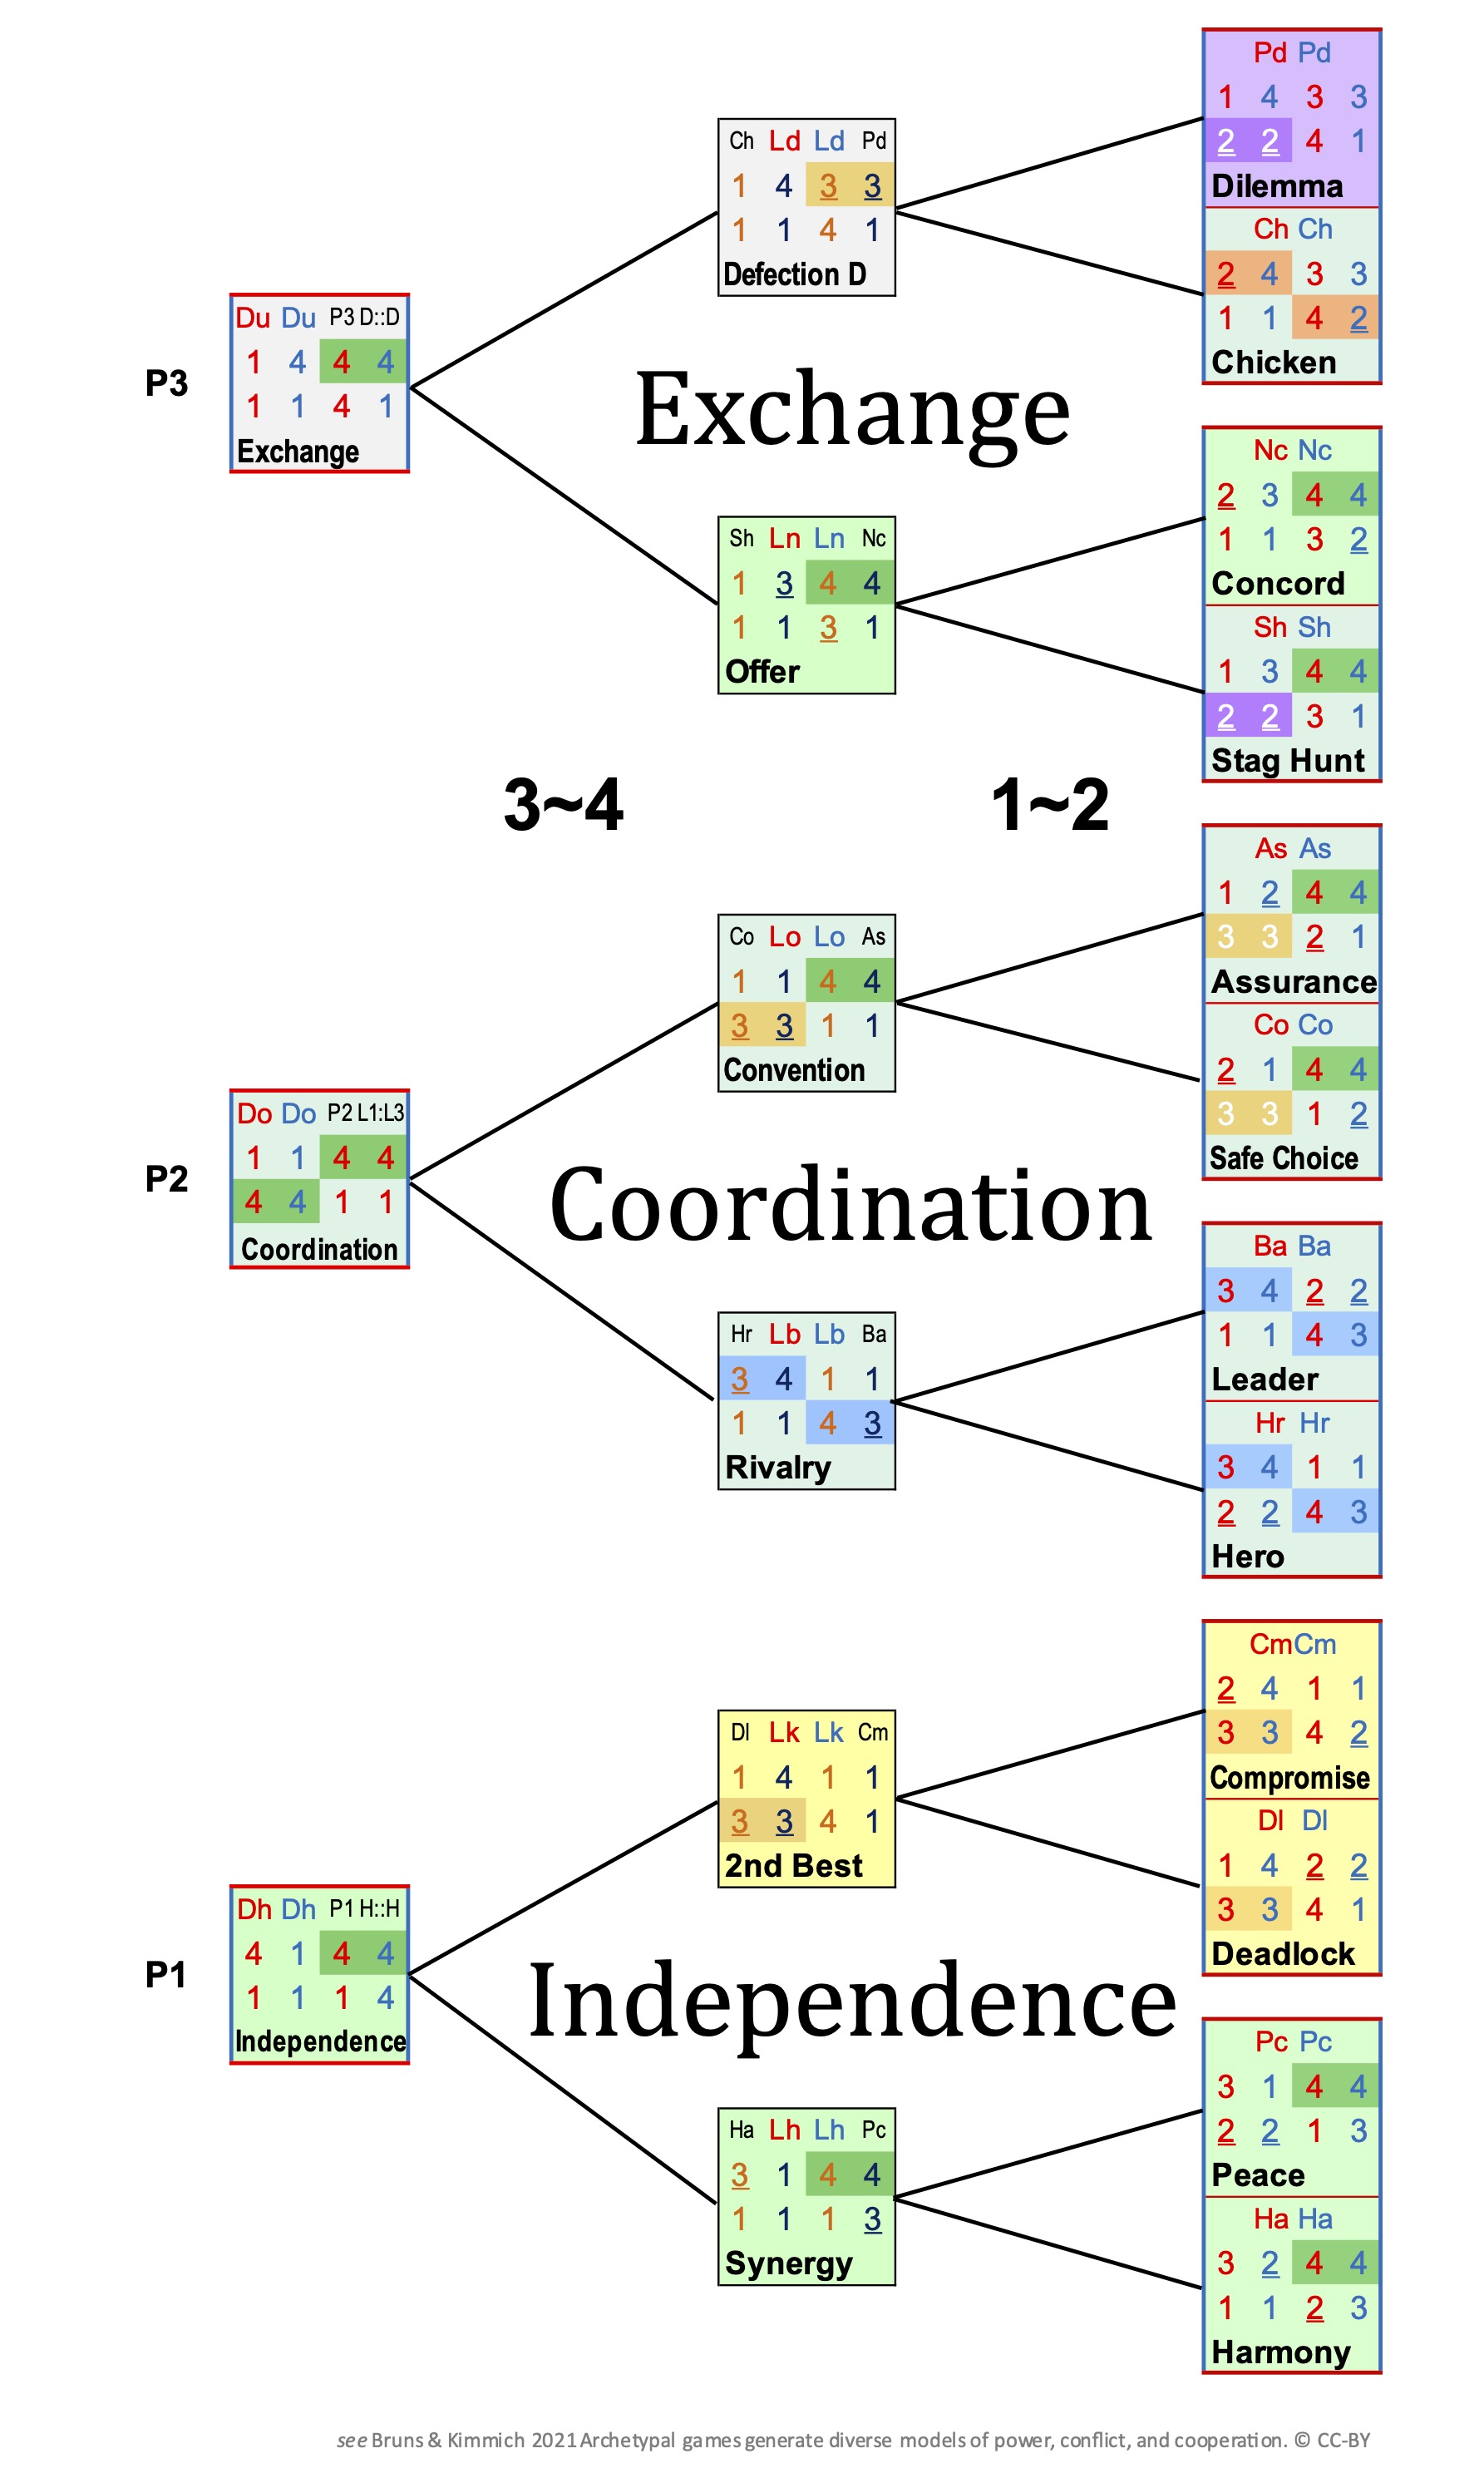 Pd Pd
1 4 3 3
2 2 4 1
Dilemma
Ch Ch
2 4 3 3
1 1 4 2
Chicken
Ch Ld Ld Pd
1 4 3 3
1 1 4 1
Defection D
P3
Du Du P3 D::D
1 4 4 4
1 1 4 1
Exchange
Exchange
Nc Nc
2 3 4 4
1 1 3 2
Concord
Sh Sh
1 3 4 4
2 2 3 1
Stag Hunt
Sh Ln Ln Nc
1 3 4 4
1 1 3 1
Offer
3~4
1~2
As As
1 2 4 4
3 3 2 1
Assurance
Co Co
2 1 4 4
3 3 1 2
Safe Choice
Co Lo Lo As
1 1 4 4
3 3 1 1
Convention
P2
Do Do P2 L1:L3
1 1 4 4
4 4 1 1
Coordination
Coordination
Ba Ba
3 4 2 2
1 1 4 3
Leader
Hr Hr
3 4 1 1
2 2 4 3
Hero
Hr Lb Lb Ba
3 4 1 1
1 1 4 3
Rivalry
Cm Cm
2 4 1 1
3 3 4 2
Compromise
Dl Dl
1 4 2 2
3 3 4 1
Deadlock
Dl Lk Lk Cm
1 4 1 1
3 3 4 1
2nd Best
P1
Dh Dh P1 H::H
4 1 4 4
1 1 1 4
Independence
Independence
Pc Pc
3 1 4 4
2 2 1 3
Peace
Ha Ha
3 2 4 4
1 1 2 3
Harmony
Ha Lh Lh Pc
3 1 4 4
1 1 1 3
Synergy
see Bruns & Kimmich 2021 Archetypal games generate diverse models of power, conflict, and cooperation. © CC-BY